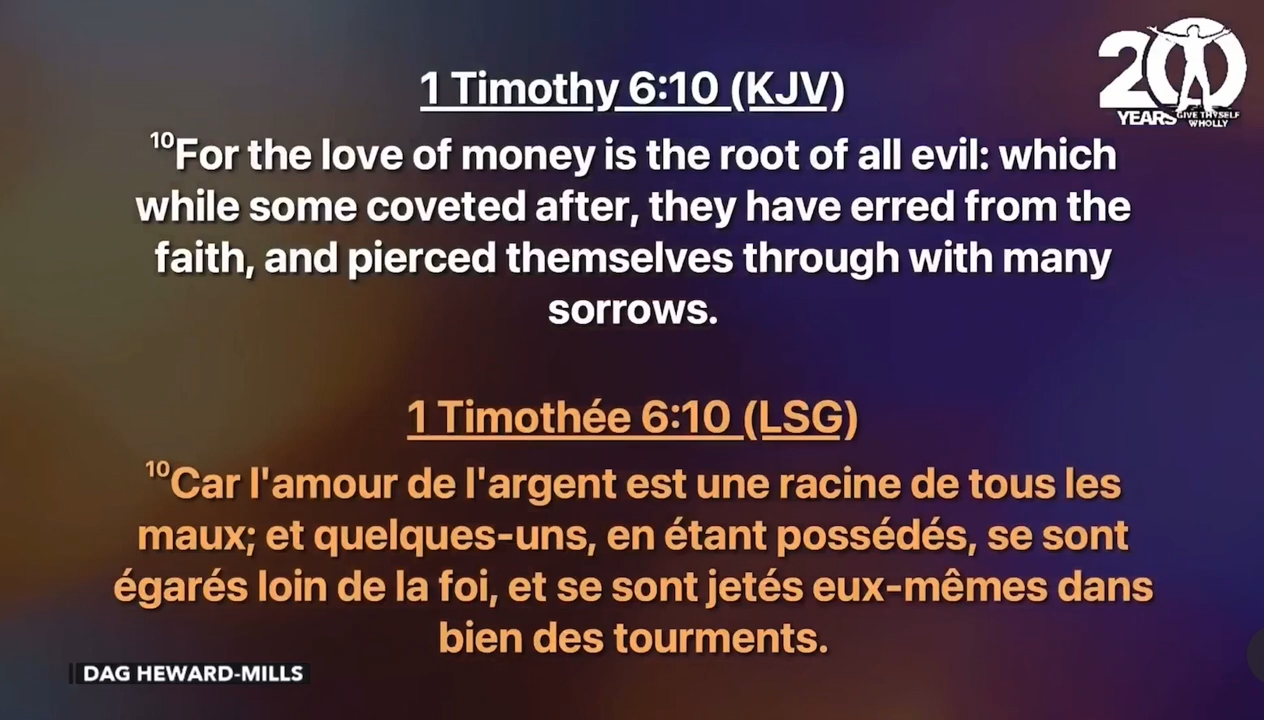 20
YEARS
GIVE THYSELF
WHOLLY
1 Timothy 6:10 (KJV)
10For the love of money is the root of all evil: which
while some coveted after, they have erred from the
faith, and pierced themselves through with many
sorrows.
1 Timothée 6:10 (LSG)
10Car l'amour de l'argent est une racine de tous les
maux; et quelques-uns, en étant possédés, se sont
égarés loin de la foi, et se sont jetés eux-mêmes dans
bien des tourments.
DAG HEWARD-MILLS